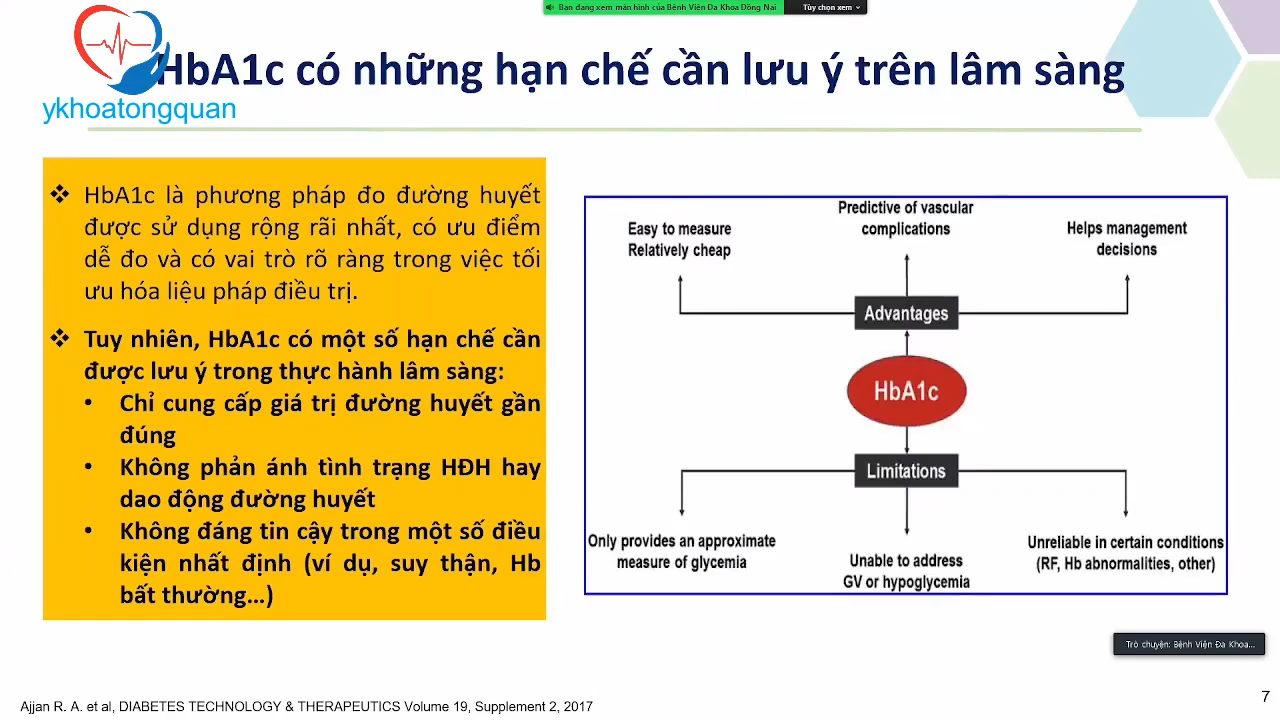 Bạn đang xem màn hình của Bệnh Viện Đa Khoa Đồng Nai
Tùy chọn xem
HbA1c có những hạn chế cần lưu ý trên lâm sàng
ykhoatongquan
❖ HbA1c là phương pháp đo đường huyết
được sử dụng rộng rãi nhất, có ưu điểm
dễ đo và có vai trò rõ ràng trong việc tối
ưu hóa liệu pháp điều trị.
❖ Tuy nhiên, HbA1c có một số hạn chế cần
được lưu ý trong thực hành lâm sàng:
• Chỉ cung cấp giá trị đường huyết gần
đúng
• Không phản ánh tình trạng HĐH hay
dao động đường huyết
• Không đáng tin cậy trong một số điều
kiện nhất định (ví dụ, suy thận, Hb
bất thường...)
Easy to measure
Relatively cheap
Predictive of vascular
complications
Helps management
decisions
Advantages
HbA1c
Limitations
Only provides an approximate
measure of glycemia
Unable to address
GV or hypoglycemia
Unreliable in certain conditions
(RF, Hb abnormalities, other)
Trò chuyện: Bệnh Viện Đa Khoa...
Ajjan R. A. et al, DIABETES TECHNOLOGY & THERAPEUTICS Volume 19, Supplement 2, 2017
7